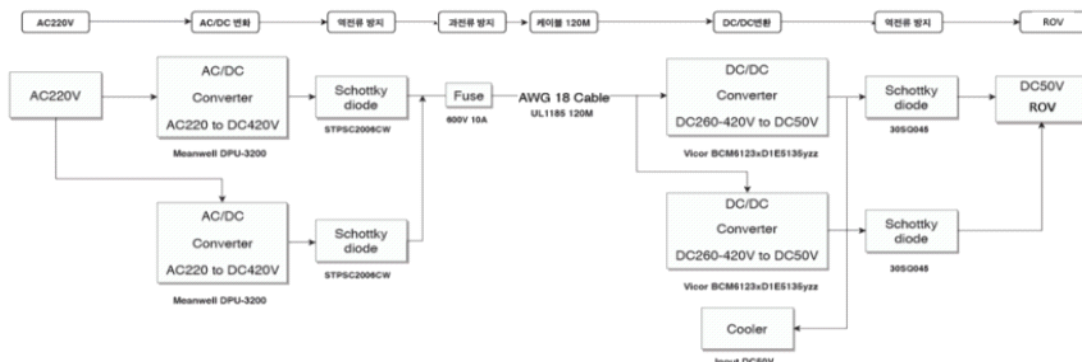 AC220V
AC/DC 변화
역전류 방지
과전류 방지
케이블 120M
DC/DC변환
역전류 방지
ROV
AC220V
AC/DC
Converter
AC220 to DC420V
Meanwell DPU-3200
Schottky
diode
STPSC2006CW
Fuse
600V 10A
AWG 18 Cable
UL1185 120M
DC/DC
Converter
DC260-420V to DC50V
Vicor BCM6123xD1E5135yzz
Schottky
diode
30SQ045
DC50V
ROV
AC/DC
Converter
AC220 to DC420V
Meanwell DPU-3200
Schottky
diode
STPSC2006CW
DC/DC
Converter
DC260-420V to DC50V
Vicor BCM6123xD1E5135yzz
Schottky
diode
30SQ045
Cooler
Input DC50V